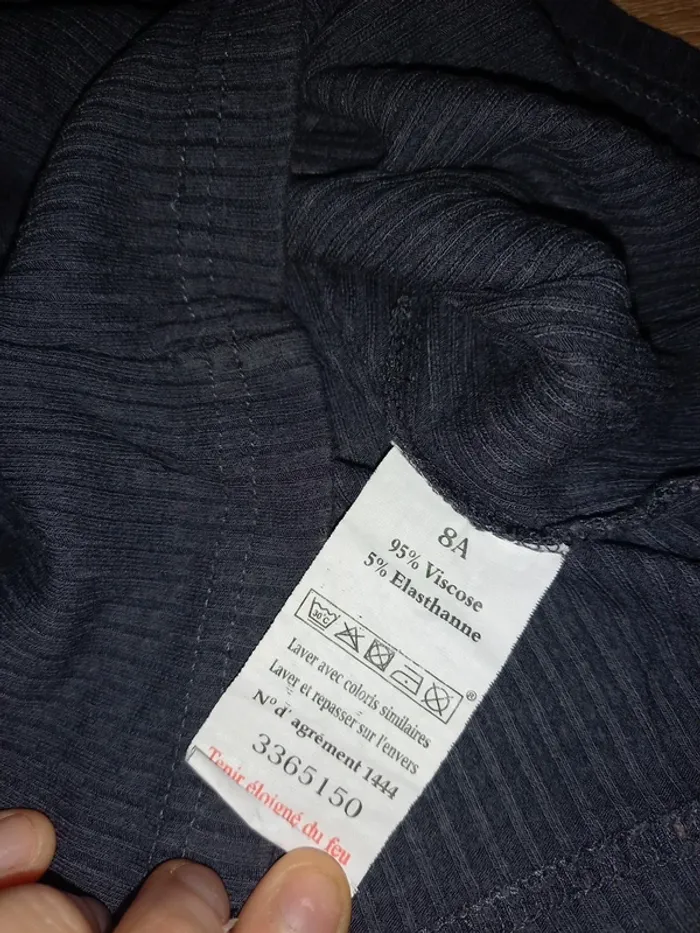 8A
95% Viscose
5% Elasthanne
30°C
®
Laver avec coloris similaires
Laver et repasser sur l'envers
N° d' agrément 1444
3365150
Tenir éloigné du feu